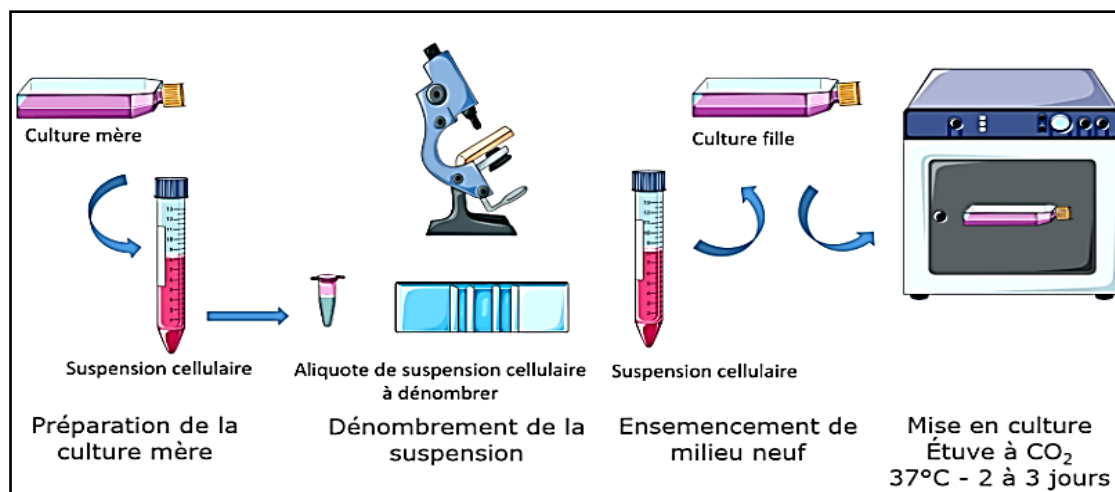 Culture mère
Suspension cellulaire
Préparation de la
culture mère
Aliquote de suspension cellulaire
à dénombrer
Dénombrement de la
suspension
Culture fille
Suspension cellulaire
Ensemencement de
milieu neuf
Mise en culture
Étuve à CO₂
37°C - 2 à 3 jours